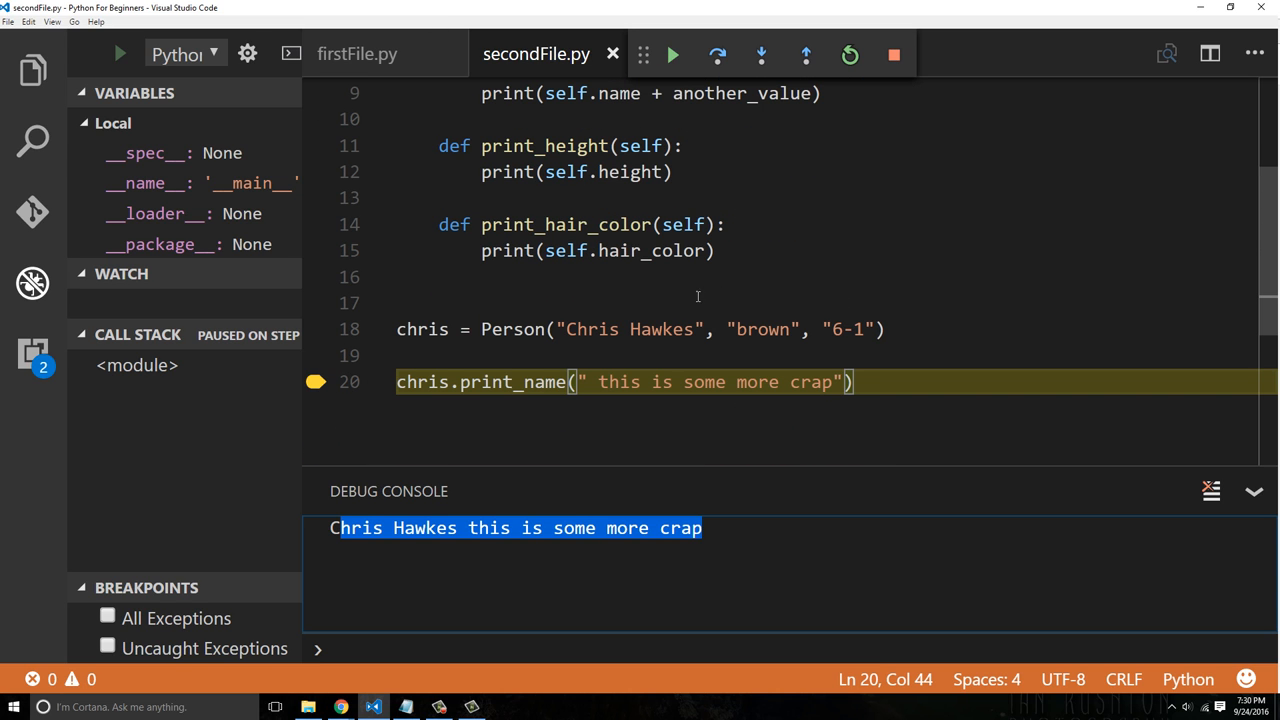 secondFile.py - Python For Beginners - Visual Studio Code
File Edit View Go Help
Python
firstFile.py
secondFile.py
VARIABLES
Local
__spec__: None
__name__: '__main__'
__loader__: None
__package__: None
WATCH
CALL STACK PAUSED ON STEP
<module>
BREAKPOINTS
All Exceptions
Uncaught Exceptions
2
9 print(self.name + another_value)
10
11 def print_height(self):
12 print(self.height)
13
14 def print_hair_color(self):
15 print(self.hair_color)
16
17
18 chris = Person("Chris Hawkes", "brown", "6-1")
19
20 chris.print_name(" this is some more crap")
DEBUG CONSOLE
Chris Hawkes this is some more crap
0 0 Ln 20, Col 44 Spaces: 4 UTF-8 CRLF Python
I'm Cortana. Ask me anything.
7:30 PM
9/24/2016